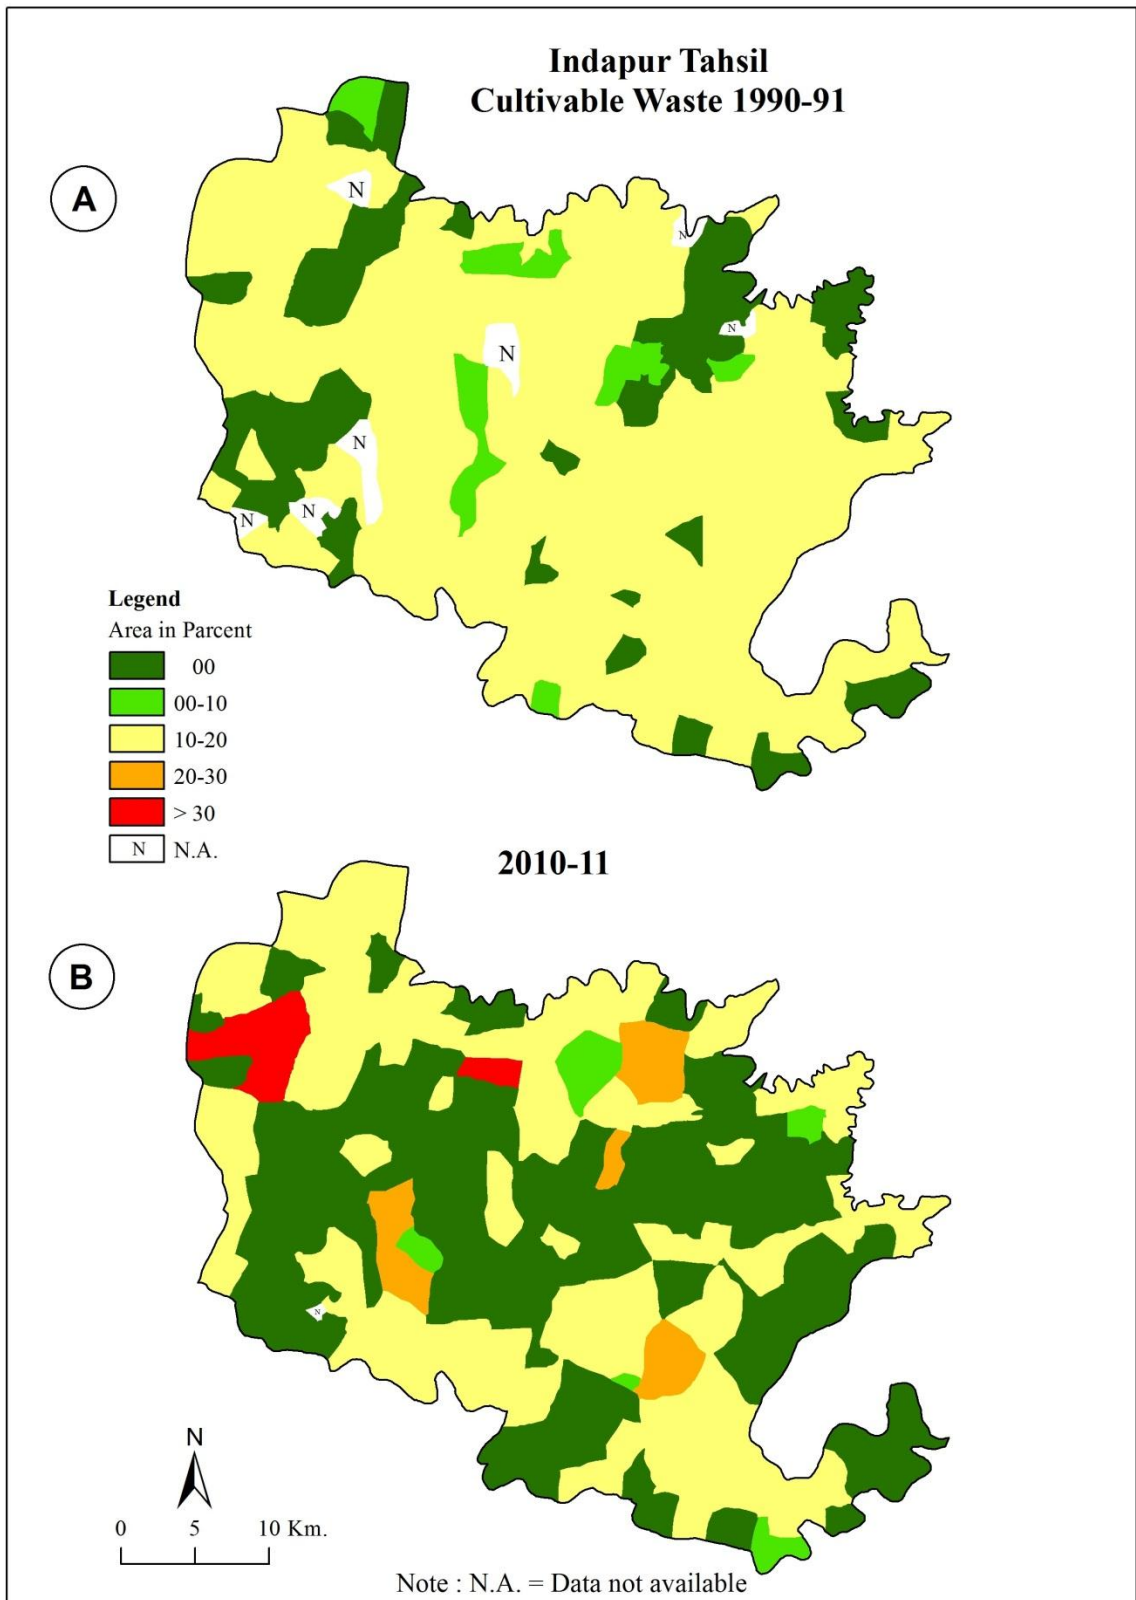 Indapur Tahsil
Cultivable Waste 1990-91
A
N
N
N
N
N
N
N
Legend
Area in Parcent
00
00-10
10-20
20-30
> 30
N N.A.
2010-11
B
N
N
0 5 10 Km.
Note : N.A. = Data not available